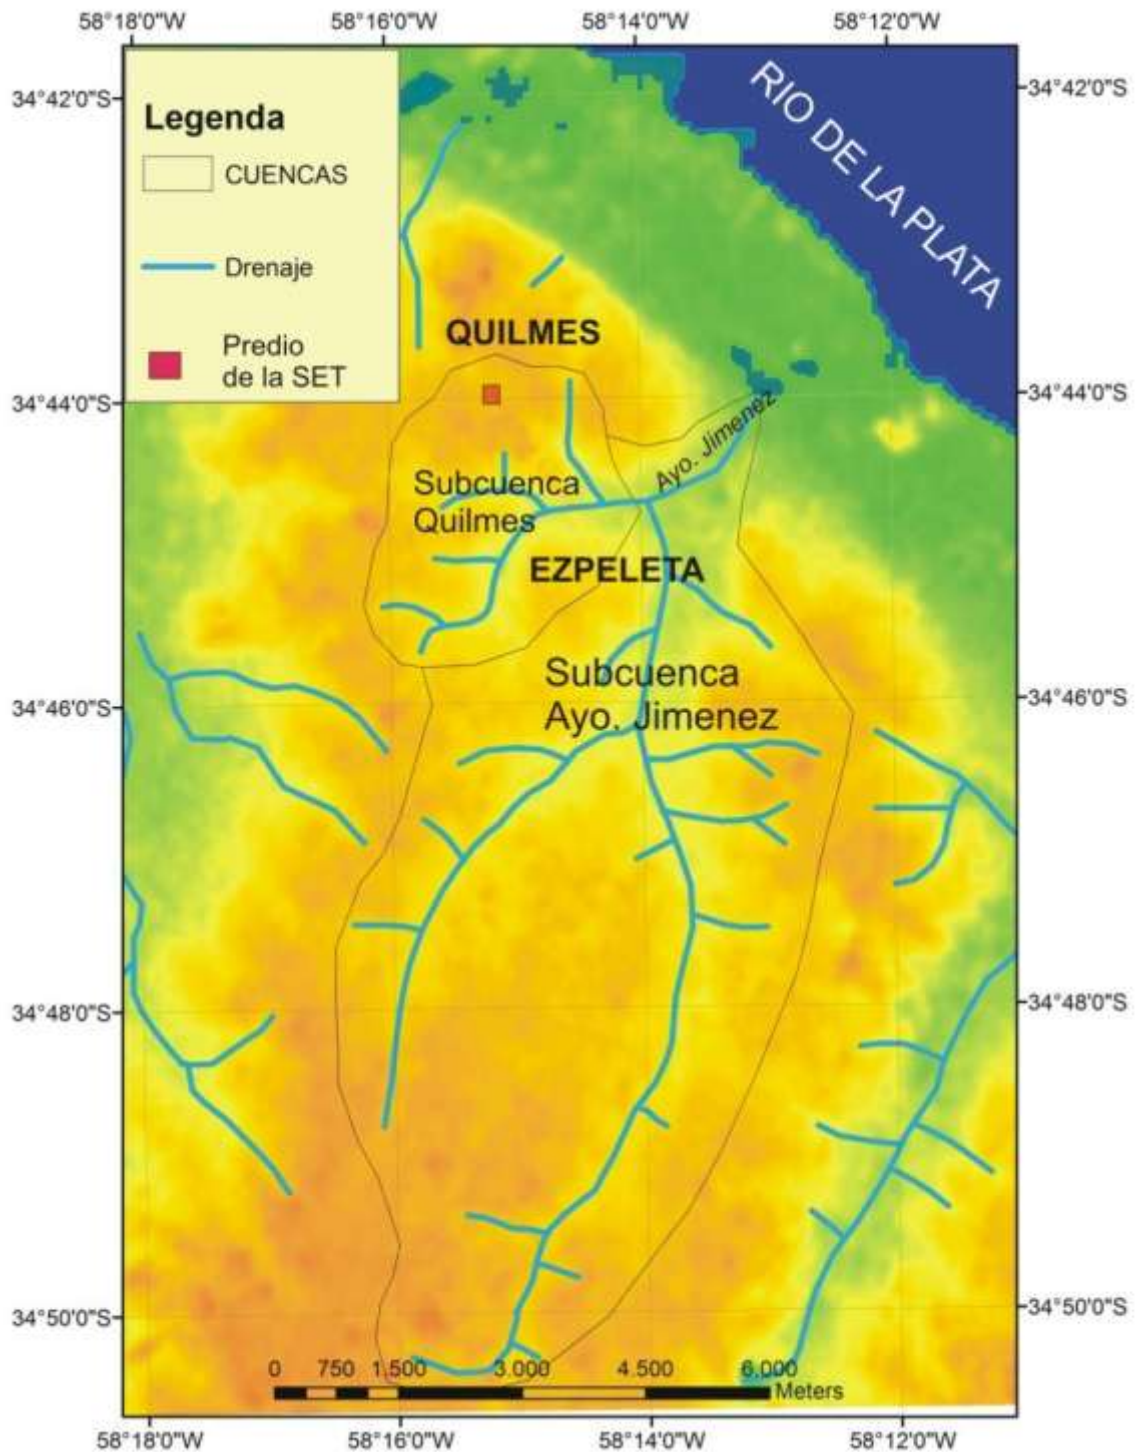 58°18'0"W 58°16'0"W 58°14'0"W 58°12'0"W
34°42'0"S
34°42'0"S
RIO DE LA PLATA
Legenda
CUENCAS
Drenaje
Predio
de la SET
QUILMES
34°44'0"S
34°44'0"S
Ayo. Jimenez
Subcuenca
Quilmes
EZPELETA
Subcuenca
Ayo. Jimenez
34°46'0"S
34°46'0"S
34°48'0"S
34°48'0"S
34°50'0"S
34°50'0"S
0 750 1.500 3.000 4.500 6.000
Meters
58°18'0"W 58°16'0"W 58°14'0"W 58°12'0"W